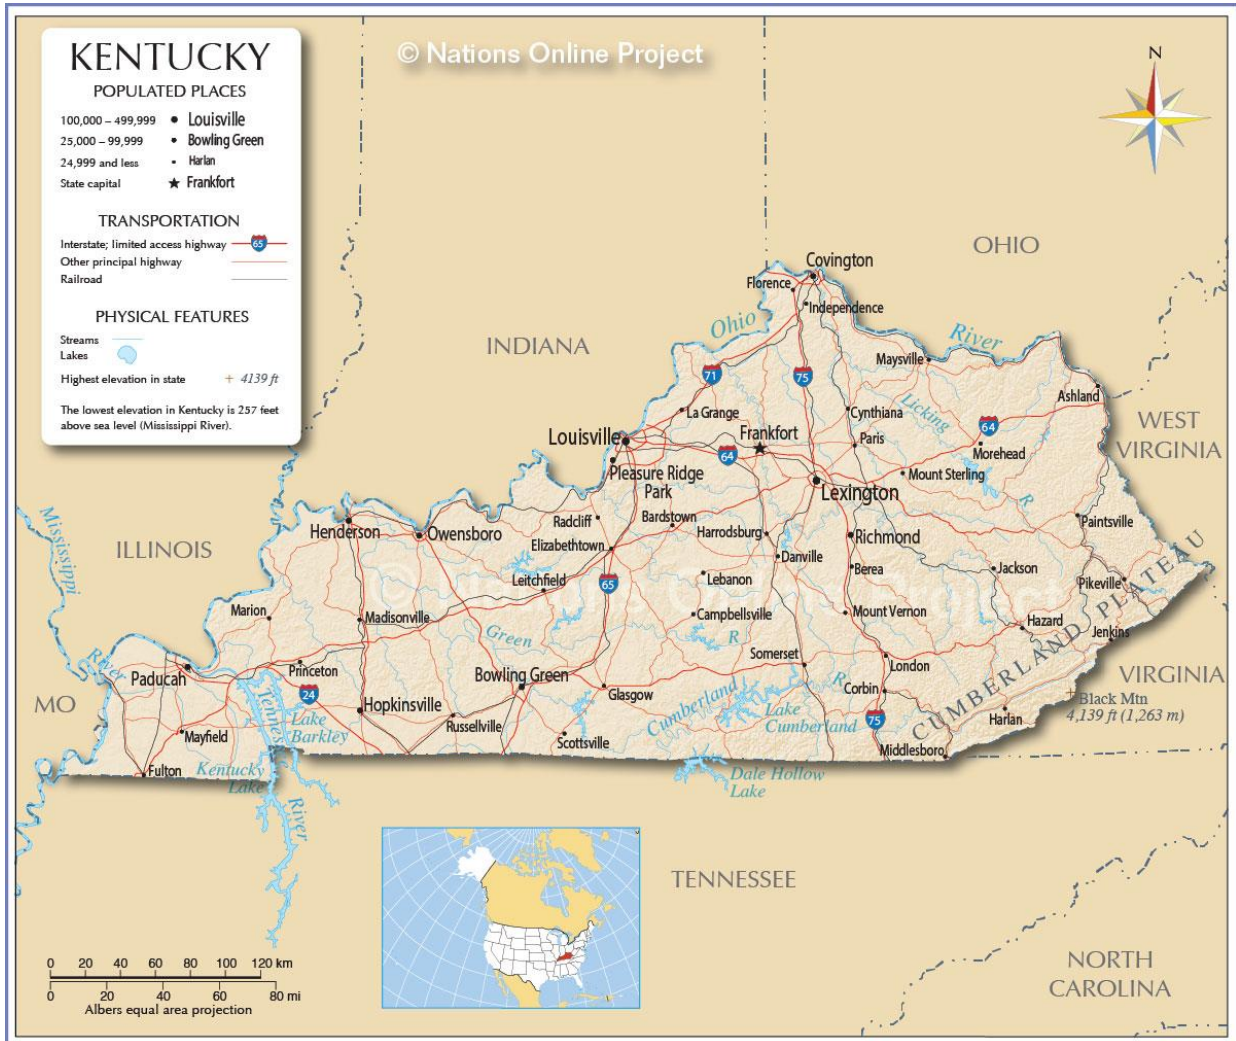 © Nations Online Project
KENTUCKY
POPULATED PLACES
100,000 – 499,999 Louisville
25,000 – 99,999 Bowling Green
24,999 and less Harlan
State capital Frankfort
TRANSPORTATION
Interstate; limited access highway 65
Other principal highway
Railroad
PHYSICAL FEATURES
Streams
Lakes
Highest elevation in state + 4139 ft
The lowest elevation in Kentucky is 257 feet
above sea level (Mississippi River).
N
OHIO
INDIANA
ILLINOIS
MO
WEST
VIRGINIA
VIRGINIA
TENNESSEE
NORTH
CAROLINA
Covington
Florence
Independence
Ohio
River
Maysville
Ashland
71
75
La Grange
Cynthiana
Licking
R
64
Louisville
Frankfort
Paris
Morehead
64
Pleasure Ridge
Park
Lexington
Mount Sterling
Mississippi
River
Henderson
Owensboro
Radcliff
Bardstown
Harrodsburg
Richmond
Paintsville
Elizabethtown
Danville
Berea
Jackson
Pikeville
Leitchfield
65
Lebanon
© Nations Online Project
Marion
Madisonville
Campbellsville
Mount Vernon
Hazard
Jenkins
Green
R
CUMBERLAND PLATEAU
Paducah
Princeton
Bowling Green
Somerset
London
24
Hopkinsville
Glasgow
Corbin
Cumberland
R
Lake
Cumberland
75
Harlan
Black Mtn
4,139 ft (1,263 m)
Mayfield
Lake
Barkley
Russellville
Scottsville
Middlesboro
Fulton
Kentucky
Lake
Tennessee
River
Dale Hollow
Lake
0 20 40 60 80 100 120 km
0 20 40 60 80 mi
Albers equal area projection